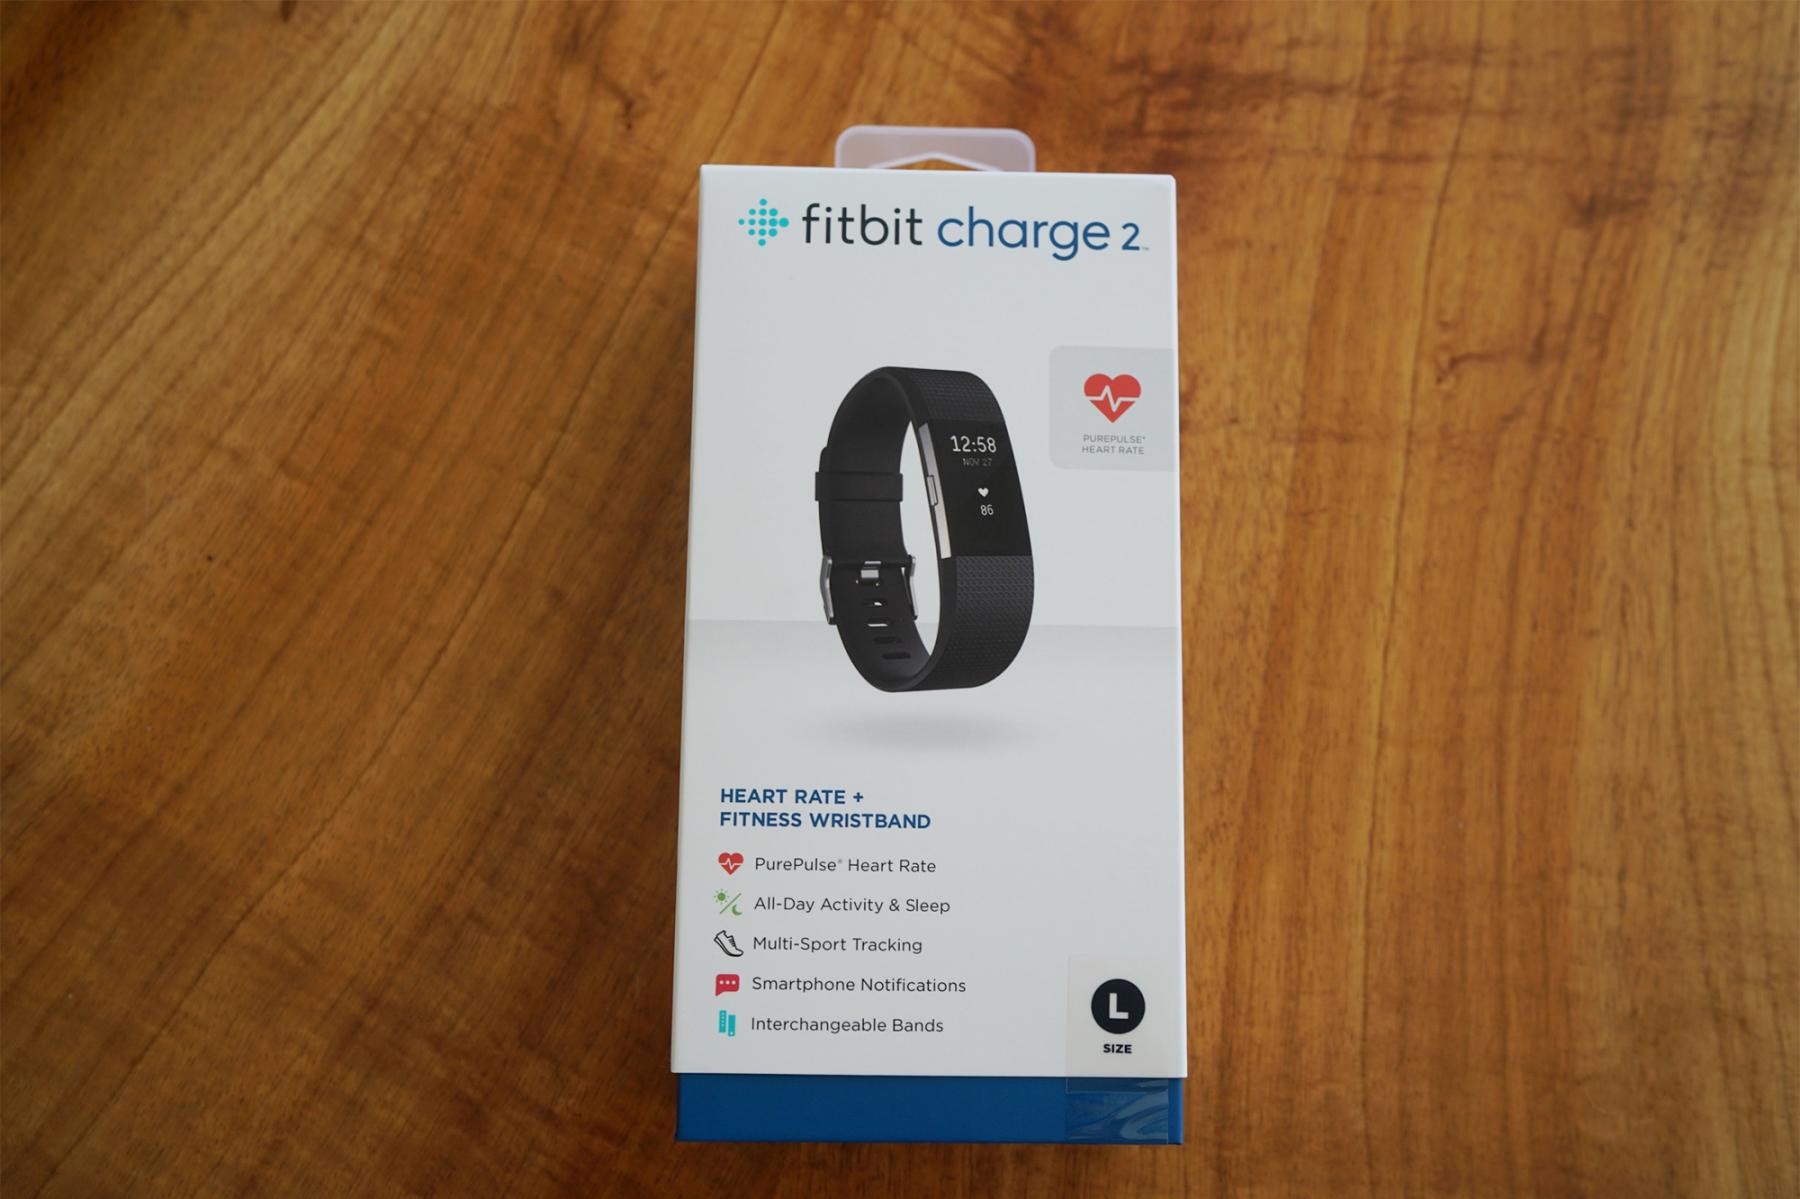 fitbit charge 2™
PUREPULSE®
HEART RATE
12:58
NOV 27
86
HEART RATE +
FITNESS WRISTBAND
PurePulse® Heart Rate
All-Day Activity & Sleep
Multi-Sport Tracking
Smartphone Notifications
Interchangeable Bands
L
SIZE